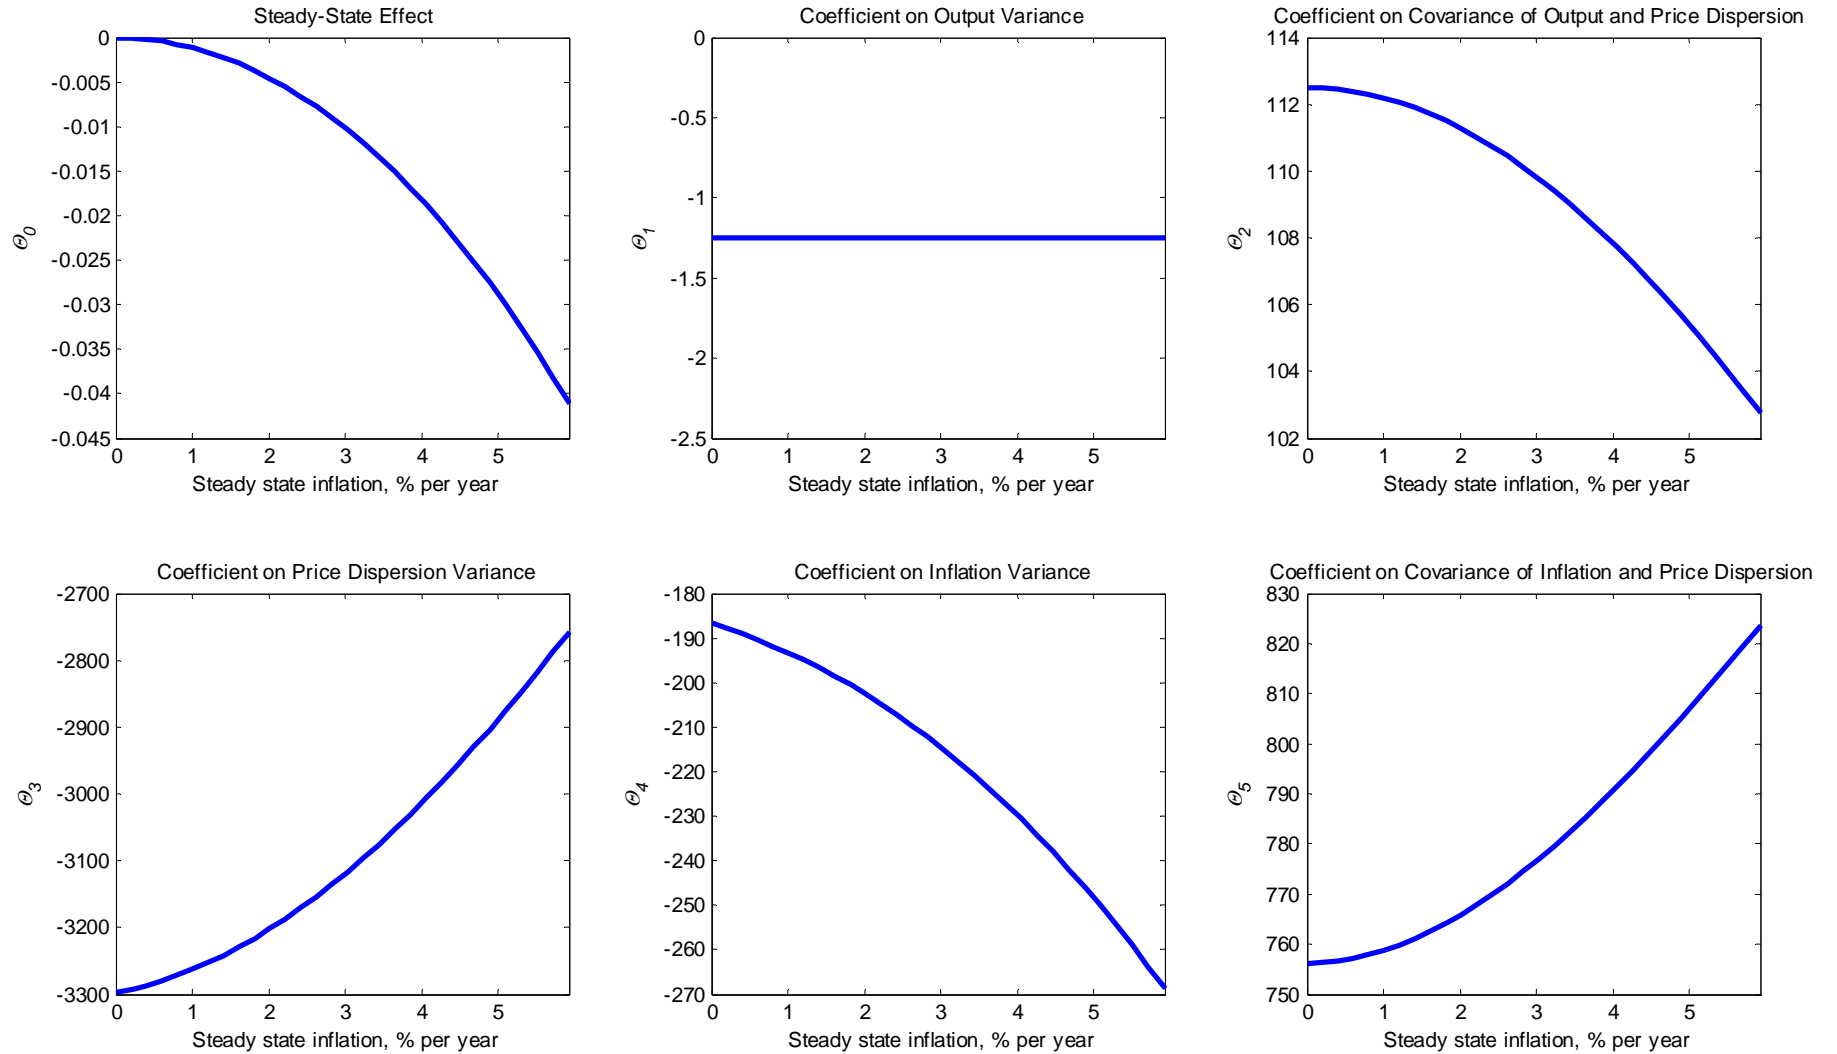 Steady-State Effect
0
-0.005
-0.01
-0.015
-0.02
-0.025
-0.03
-0.035
-0.04
-0.045
Θ0
0 1 2 3 4 5
Steady state inflation, % per year
Coefficient on Output Variance
0
-0.5
-1
-1.5
-2
-2.5
Θ1
0 1 2 3 4 5
Steady state inflation, % per year
Coefficient on Covariance of Output and Price Dispersion
114
112
110
108
106
104
102
Θ2
0 1 2 3 4 5
Steady state inflation, % per year
Coefficient on Price Dispersion Variance
-2700
-2800
-2900
-3000
-3100
-3200
-3300
Θ3
0 1 2 3 4 5
Steady state inflation, % per year
Coefficient on Inflation Variance
-180
-190
-200
-210
-220
-230
-240
-250
-260
-270
Θ4
0 1 2 3 4 5
Steady state inflation, % per year
Coefficient on Covariance of Inflation and Price Dispersion
830
820
810
800
790
780
770
760
750
Θ5
0 1 2 3 4 5
Steady state inflation, % per year